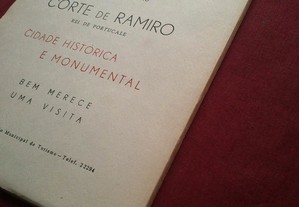 CORTE DE RAMIRO
REI DE PORTUCALE
CIDADE HISTÓRICA
E MONUMENTAL
BEM MERECE
UMA VISITA
Municipal de Turismo — Telef. 22294